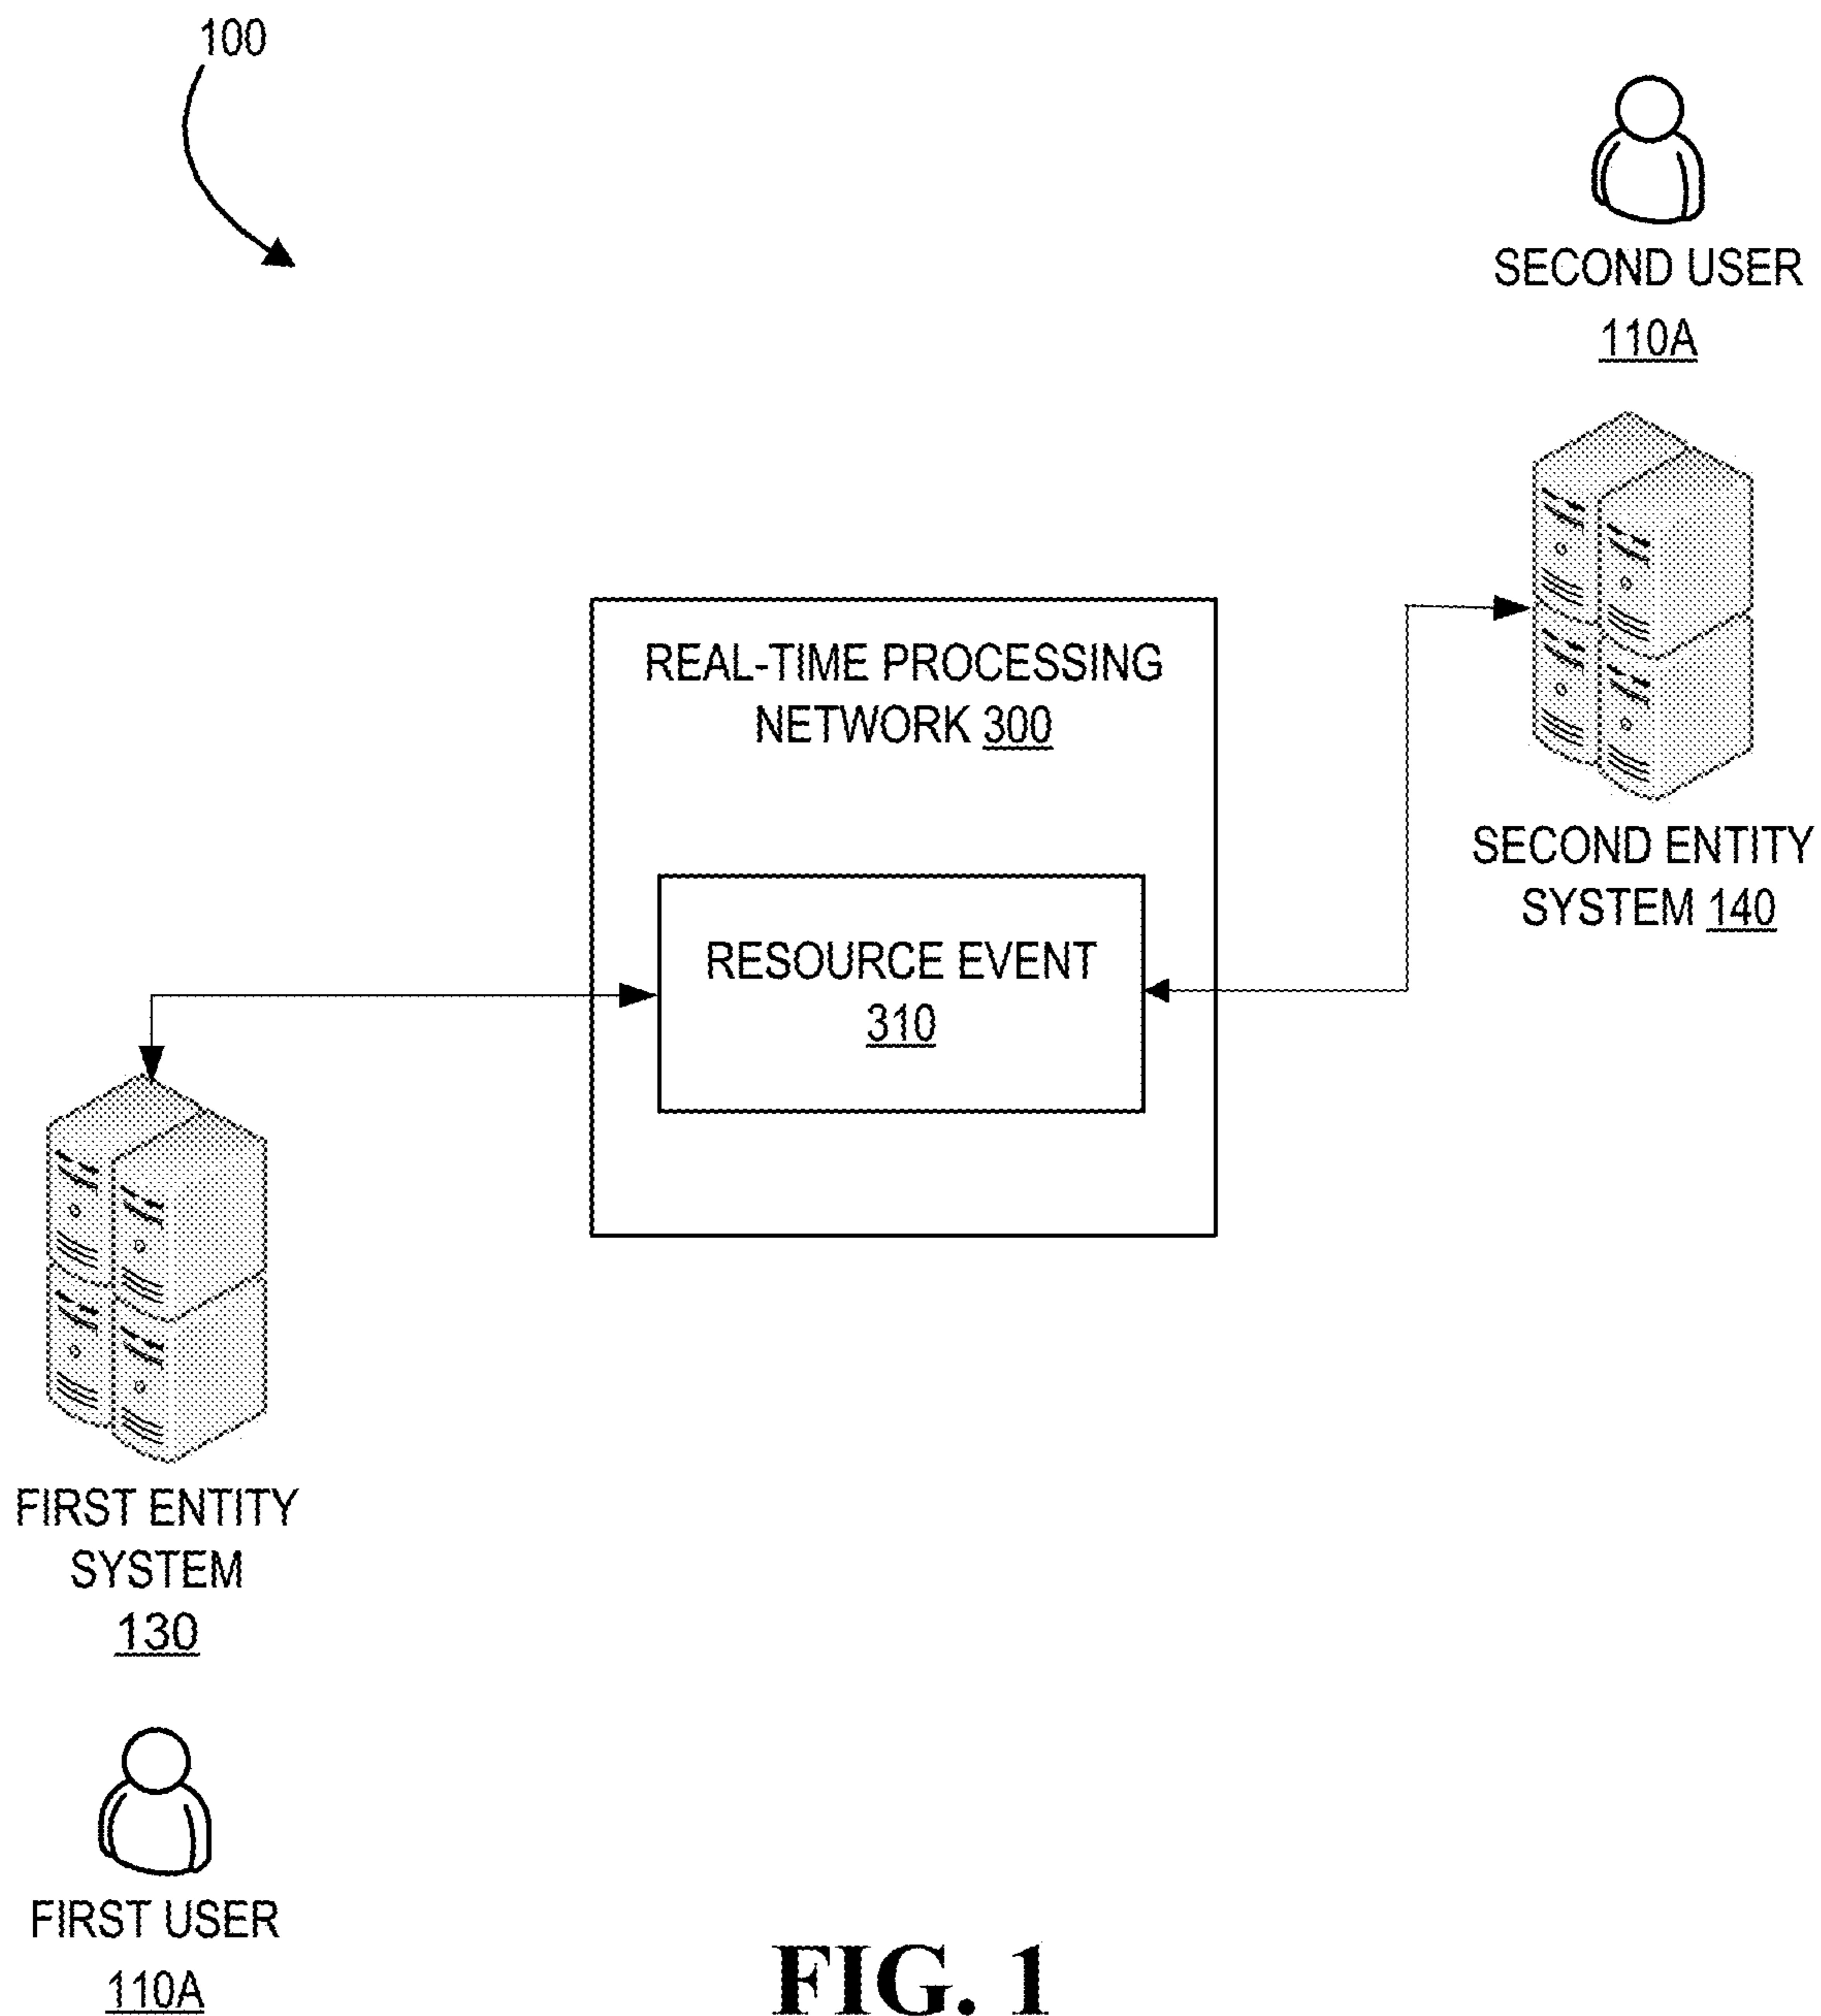 100
SECOND USER
110A
REAL-TIME PROCESSING
NETWORK 300
SECOND ENTITY
SYSTEM 140
RESOURCE EVENT
310
FIRST ENTITY
SYSTEM
130
FIRST USER
110A
FIG. 1